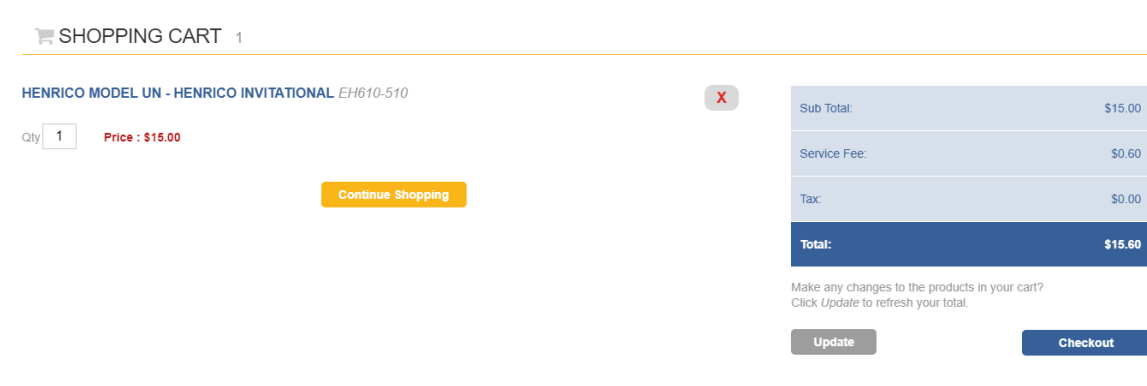 SHOPPING CART 1
HENRICO MODEL UN - HENRICO INVITATIONAL EH610-510
X
Qty 1 Price : $15.00
Continue Shopping
Sub Total: $15.00
Service Fee: $0.60
Tax: $0.00
Total: $15.60
Make any changes to the products in your cart?
Click Update to refresh your total.
Update
Checkout